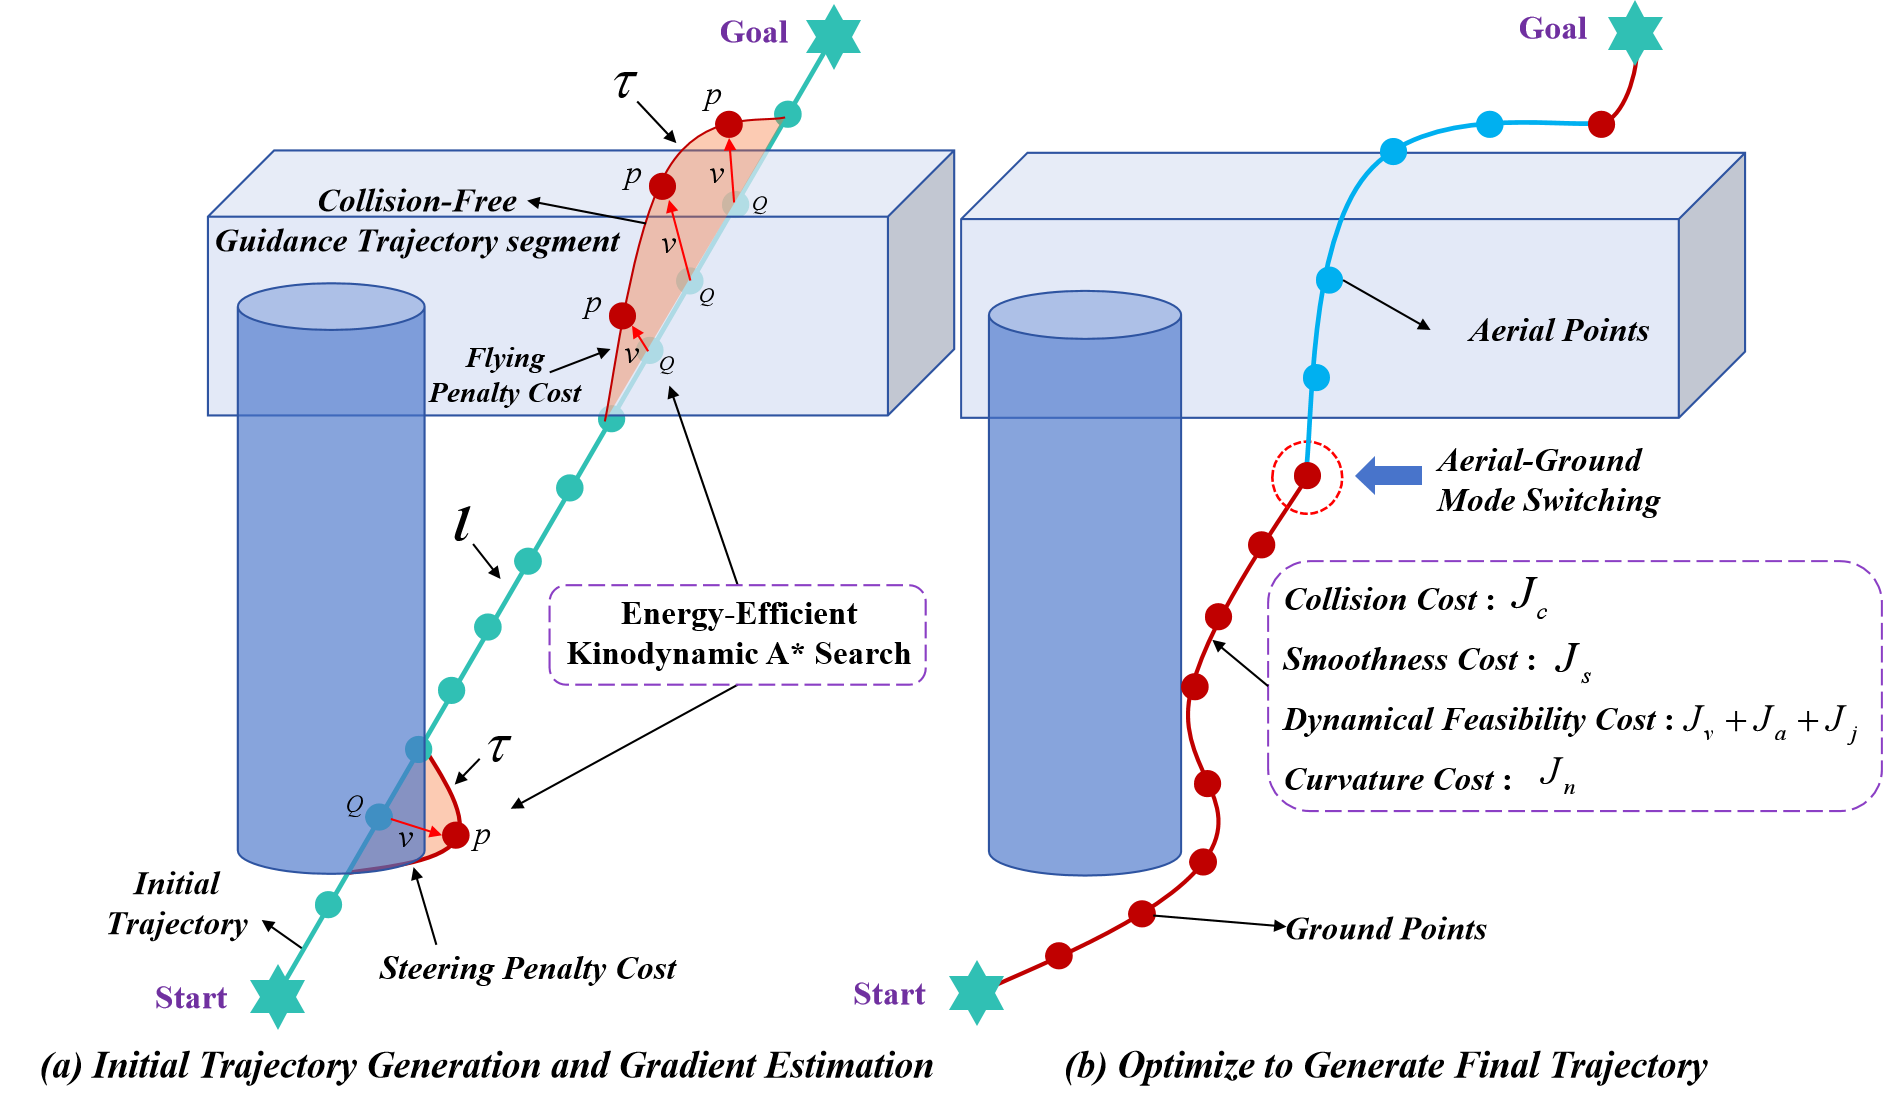 Goal
τ
p
p
v
Q
Collision-Free
Guidance Trajectory segment
v
Q
p
Flying
Penalty Cost
v
Q
l
Energy-Efficient
Kinodynamic A* Search
τ
Q
v
p
Initial
Trajectory
Steering Penalty Cost
Start
(a) Initial Trajectory Generation and Gradient Estimation
Goal
Aerial Points
Aerial-Ground
Mode Switching
Collision Cost : J_c
Smoothness Cost : J_s
Dynamical Feasibility Cost : J_v + J_a + J_j
Curvature Cost : J_n
Ground Points
Start
(b) Optimize to Generate Final Trajectory